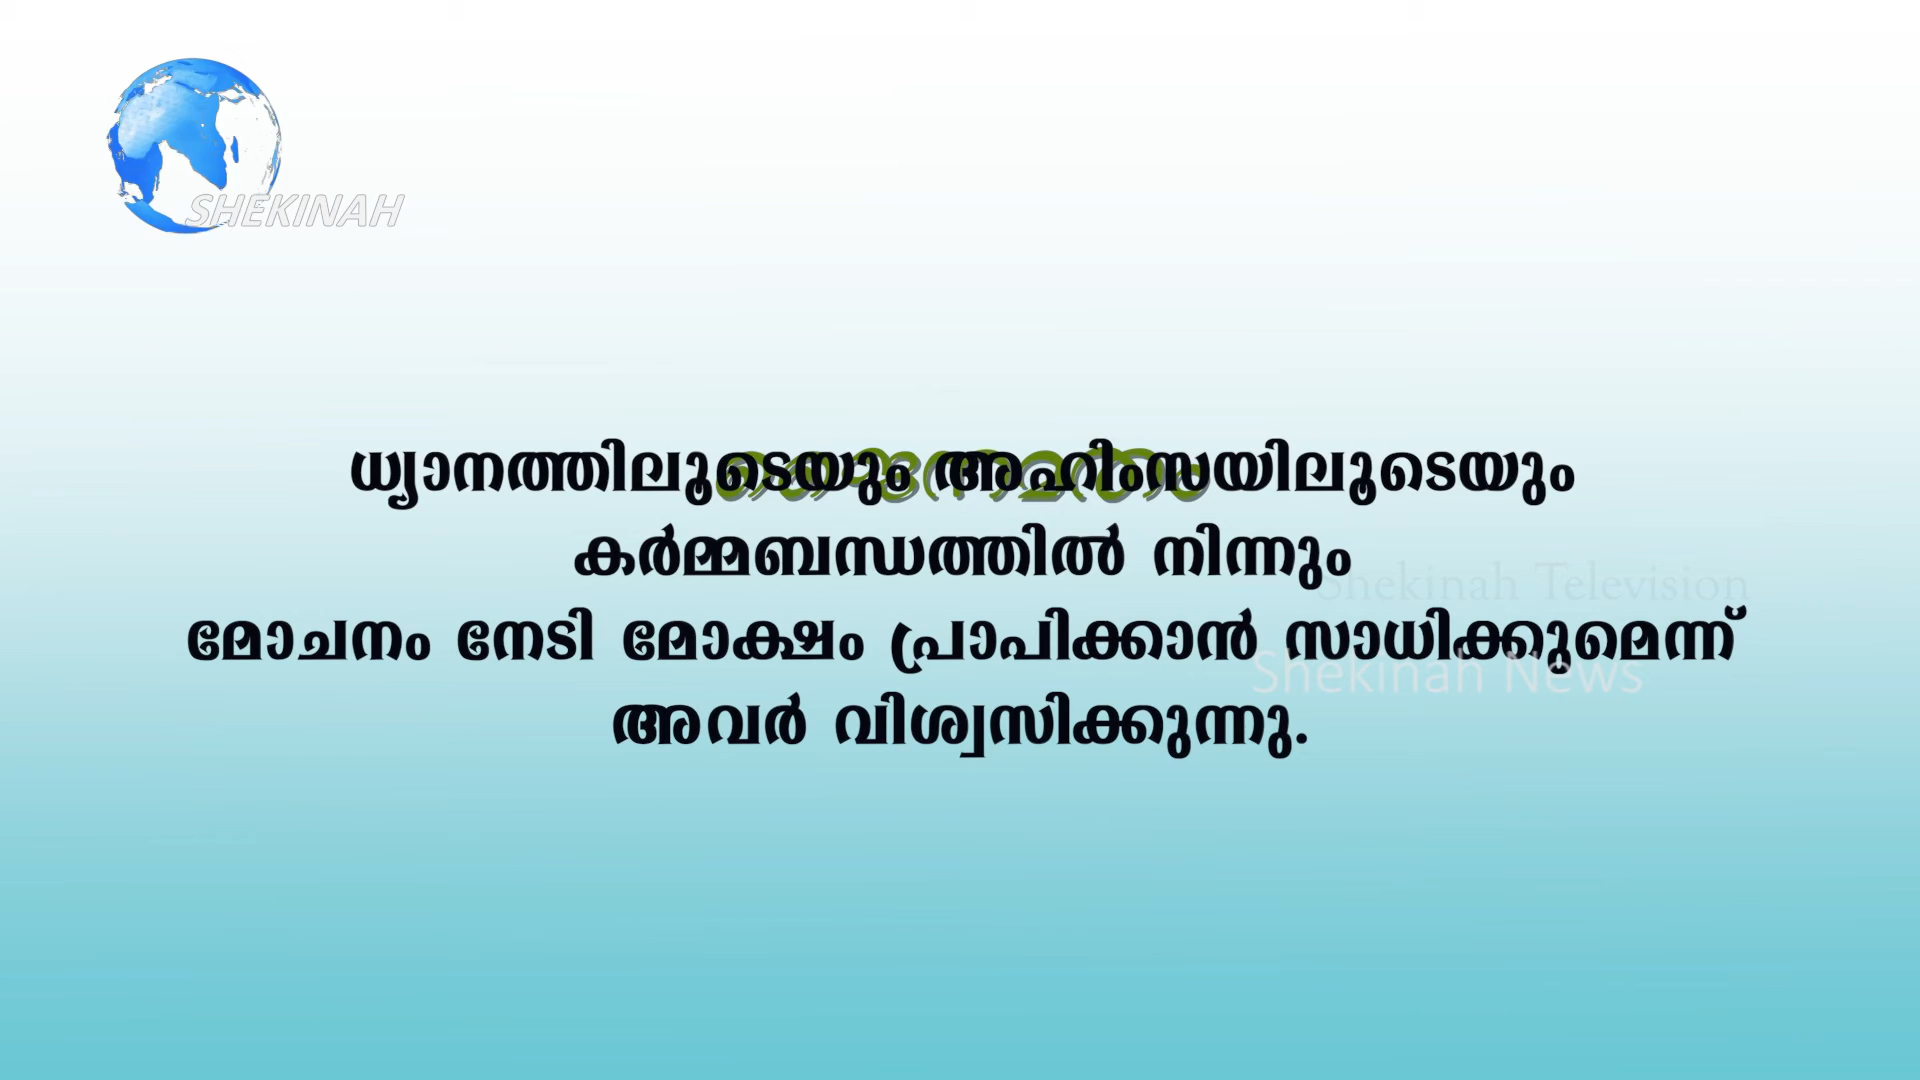 SHEKINAH
ധ്യാനത്തിലൂടെയും അഹിംസയിലൂടെയും
കർമ്മബന്ധത്തിൽ നിന്നും
Shekinah Television
മോചനം നേടി മോക്ഷം പ്രാപിക്കാൻ സാധിക്കുമെന്ന്
Shekinah News
അവർ വിശ്വസിക്കുന്നു.